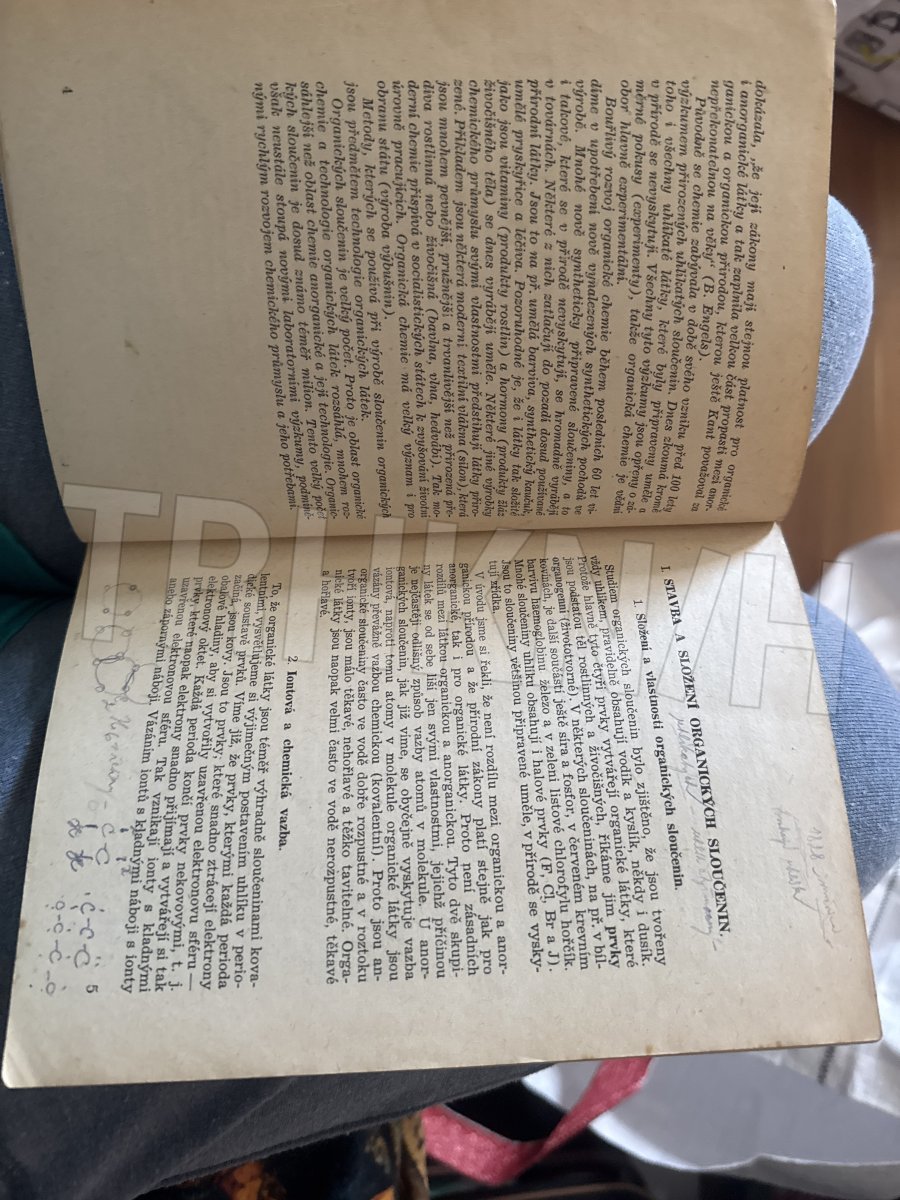 dokázala, „že její zákony mají stejnou platnost pro organické
i anorganické látky a tak zaplnila velkou část propasti mezi anor-
ganickou a organickou přírodou, kterou ještě Kant považoval za
nepřekonatelnou na věky“ (B. Engels).
Původně se chemie zabývala v době svého vzniku před 100 lety
výzkumem přirozených uhlíkatých sloučenin. Dnes zkoumá kromě
toho i všechny uhlíkaté látky, které byly připraveny uměle a
v přírodě se nevyskytují. Všechny tyto výzkumy jsou opřeny o zá-
měrné pokusy (experimenty), takže organická chemie je vědní
obor hlavně experimentální.
Bouřlivý rozvoj organické chemie během posledních 60 let vi-
díme v upotřebení nově vynalezených synthetických pochodů ve
výrobě. Mnohé nově synthetický připravené sloučeniny, a to
i takové, které se v přírodě nevyskytují, se hromadně vyrábějí
v továrnách. Některé z nich zatlačují do pozadí dosud používané
přírodní látky. Jsou to na př. umělá barviva, synthetický kaučuk,
umělé pryskyřice a léčiva. Pozoruhodné je, že i látky tak složité
jako jsou vitaminy (produkty rostlin) a hormony (produkty žláz
živočišného těla) se dnes vyrábějí uměle. Některé jiné výrobky
chemického průmyslu svými vlastnostmi předstihují látky přiro-
zené. Příkladem jsou některá moderní textilní vlákna (silon), která
jsou mnohem pevnější, pružnější a trvanlivější než přirozená pře-
diva rostlinná nebo živočišná (bavlna, vlna, hedvábí). Tak mo-
derní chemie přispívá v socialistických státech k zvyšování životní
úrovně pracujících. Organická chemie má velký význam i pro
obranu státu (výroba výbušnin).
Metody, kterých se používá při výrobě sloučenin organických
jsou předmětem technologie organických látek.
Organických sloučenin je velký počet. Proto je oblast organické
chemie a technologie organických látek rozsáhlá, mnohem roz-
sáhlejší než oblast chemie anorganické a její technologie. Organic-
kých sloučenin je dosud známo téměř milion. Tento velký počet
však neustále stoupá novými laboratorními výzkumy, podmíně-
nými rychlým rozvojem chemického průmyslu a jeho potřebami.
4
I. STAVBA A SLOŽENÍ ORGANICKÝCH SLOUČENIN.
1. Složení a vlastnosti organických sloučenin.
Studiem organických sloučenin bylo zjištěno, že jsou tvořeny
vždy uhlíkem, pravidelně obsahují vodík a kyslík, někdy i dusík.
Protože hlavně tyto čtyři prvky vytvářejí organické látky, které
jsou podstatou těl rostlinných a živočišných, říkáme jim prvky
organogenní (živototvorné). V některých sloučeninách, na př. v bíl-
kovinách, je další součástí ještě síra a fosfor, v červeném krevním
barvivu haemoglobinu železo a v zeleni listové chlorofylu hořčík.
Mnohé sloučeniny uhlíku obsahují i halové prvky (F, Cl, Br a J).
Jsou to sloučeniny většinou připravené uměle, v přírodě se vysky-
tují zřídka.
V úvodu jsme si řekli, že není rozdílu mezi organickou a anor-
ganickou přírodou a že přírodní zákony platí stejně jak pro
anorganické, tak i pro organické látky. Proto není zásadních
rozdílů mezi látkou organickou a anorganickou. Tyto dvě skupi-
ny látek se od sebe liší jen svými vlastnostmi, jejichž příčinou
je nejčastěji odlišný způsob vazby atomů v molekule. U anor-
ganických sloučenin, jak již víme, se obyčejně vyskytuje vazba
iontová, naproti tomu atomy v molekule organické látky jsou
vázány převážně vazbou chemickou (kovalentní). Proto jsou an-
organické sloučeniny často ve vodě dobře rozpustné a v roztoku
tvoří ionty, jsou málo těkavé, nehořlavé a těžko tavitelné. Orga-
nické látky jsou naopak velmi často ve vodě nerozpustné, těkavé
a hořlavé.
2. Iontová a chemická vazba.
To, že organické látky jsou téměř výhradně sloučeninami kova-
lentními, vysvětlujeme si výjimečným postavením uhlíku v perio-
dické soustavě prvků. Víme již, že prvky, kterými každá perioda
začíná, jsou kovy. Jsou to prvky, které snadno ztrácejí elektrony
obalové hladiny, aby si vytvořily uzavřenou elektronovu sféru —
elektronový oktet. Každá perioda končí prvky nekovovými, t. j.
prvky, které naopak elektrony snadno přijímají a vytvářejí si tak
uzavřenou elektronovou sféru. Tak vznikají ionty s kladnými
anebo zápornými náboji. Vázáním iontů s kladnými náboji s ionty
5